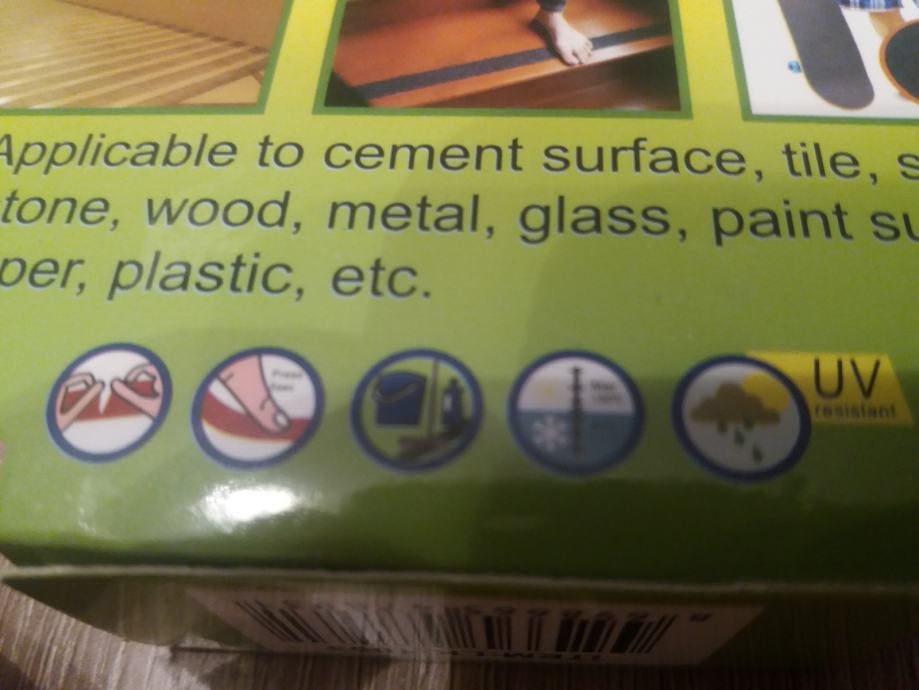 Applicable to cement surface, tile, s
tone, wood, metal, glass, paint su
per, plastic, etc.
UV
resistant